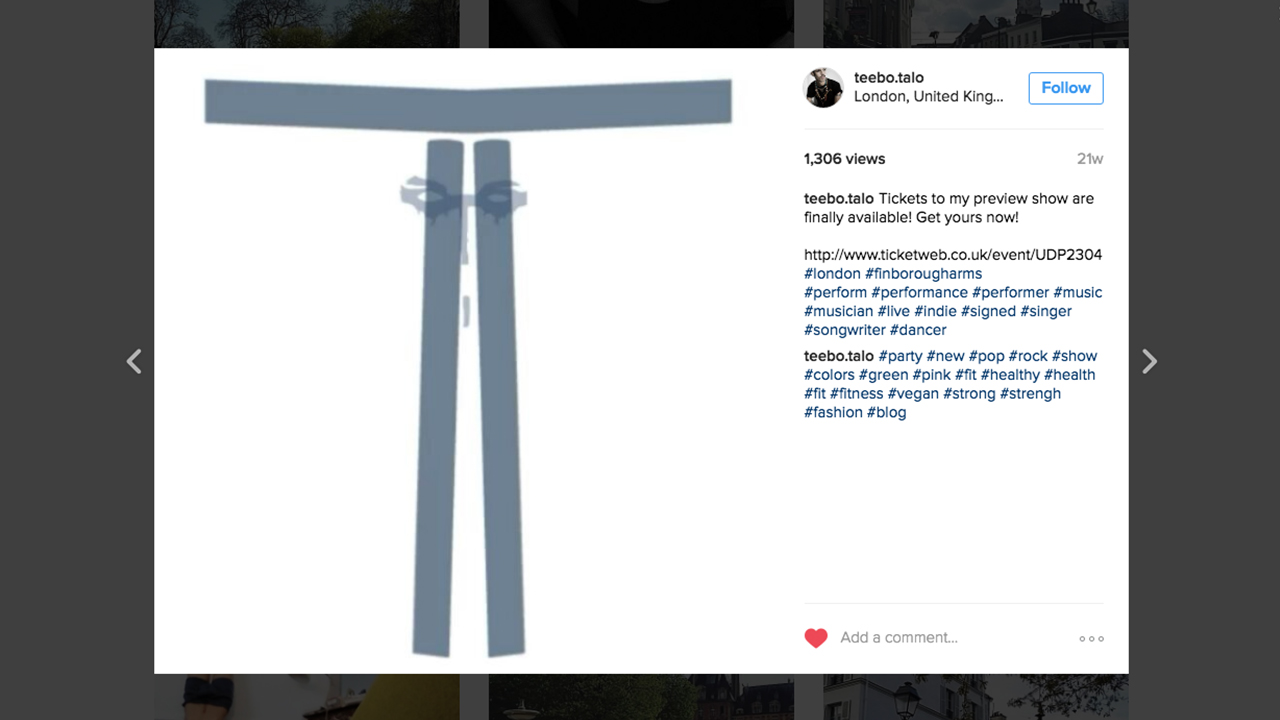 teebo.talo
London, United King...
Follow
1,306 views
21w
teebo.talo Tickets to my preview show are
finally available! Get yours now!
http://www.ticketweb.co.uk/event/UDP2304
#london #finborougharms
#perform #performance #performer #music
#musician #live #indie #signed #singer
#songwriter #dancer
teebo.talo #party #new #pop #rock #show
#colors #green #pink #fit #healthy #health
#fit #fitness #vegan #strong #strengh
#fashion #blog
Add a comment...